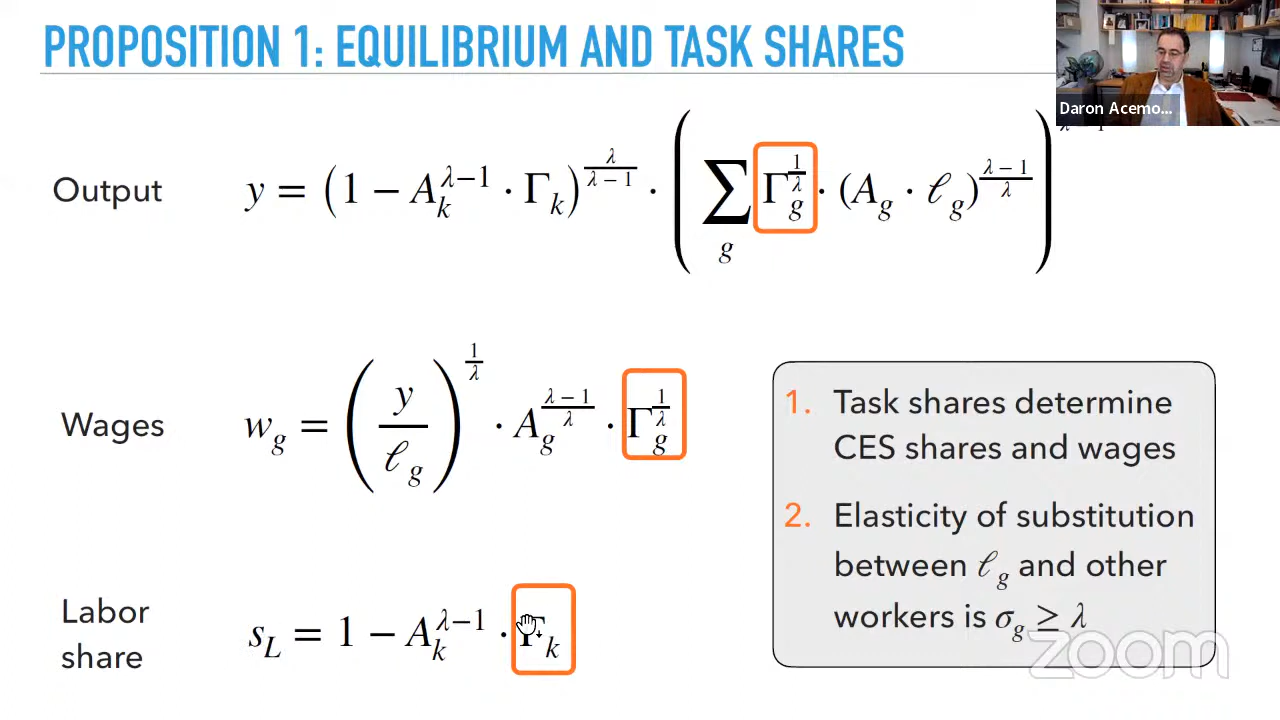 PROPOSITION 1: EQUILIBRIUM AND TASK SHARES
Daron Acemo...
Output
y = (1 − A_k^{λ−1} · Γ_k)^{λ/(λ−1)} · (∑_g Γ_g^{1/λ} · (A_g · ℓ_g)^{(λ−1)/λ})
Wages
w_g = (y/ℓ_g)^{1/λ} · A_g^{(λ−1)/λ} · Γ_g^{1/λ}
1. Task shares determine
CES shares and wages
2. Elasticity of substitution
between ℓ_g and other
workers is σ_g ≥ λ
Labor
share
s_L = 1 − A_k^{λ−1} · Γ_k
zoom